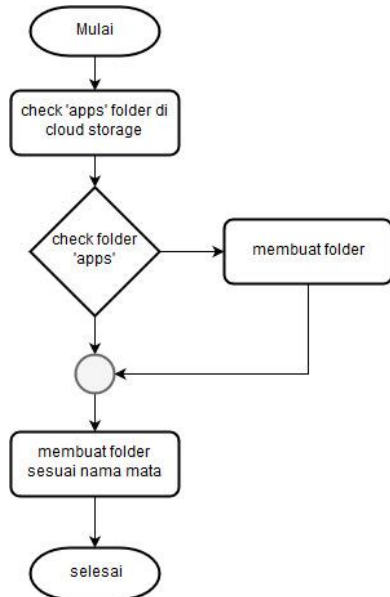 Mulai
check 'apps' folder di
cloud storage
check folder
'apps'
membuat folder
membuat folder
sesuai nama mata
selesai